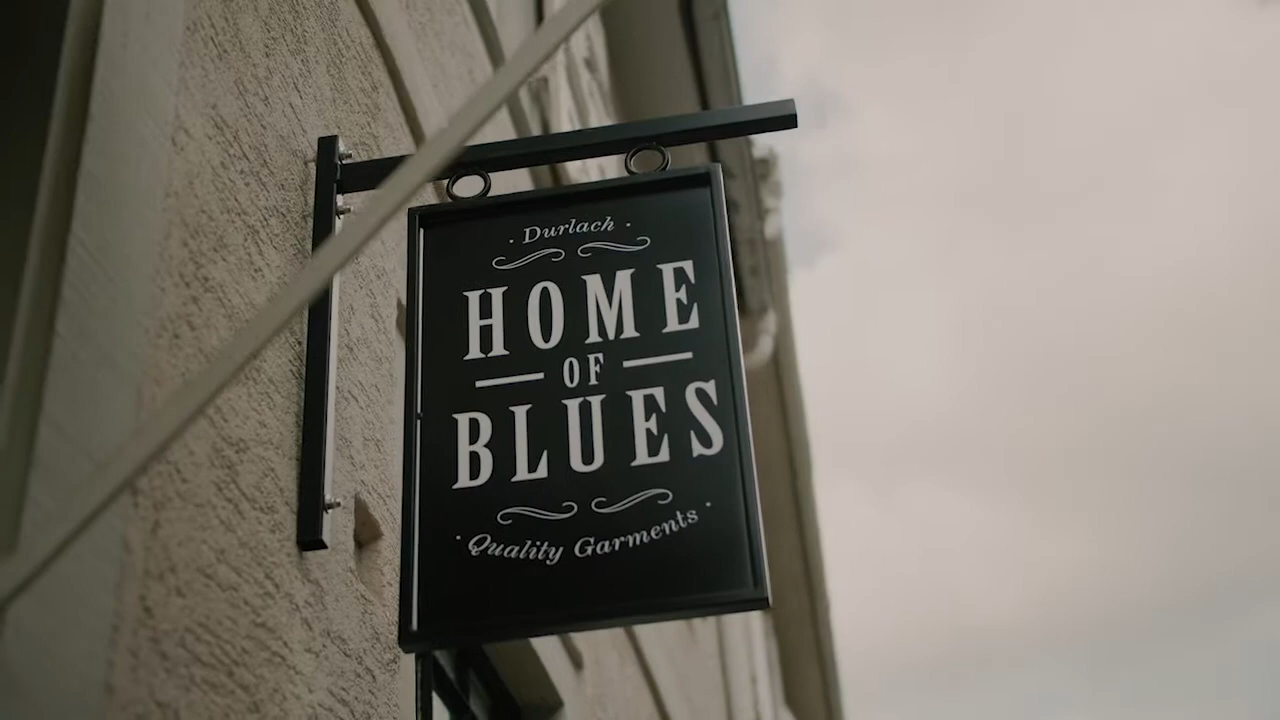 · Durlach ·
HOME
OF
BLUES
· Quality Garments ·